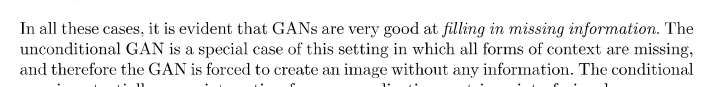 In all these cases, it is evident that GANs are very good at filling in missing information. The
unconditional GAN is a special case of this setting in which all forms of context are missing,
and therefore the GAN is forced to create an image without any information. The conditional